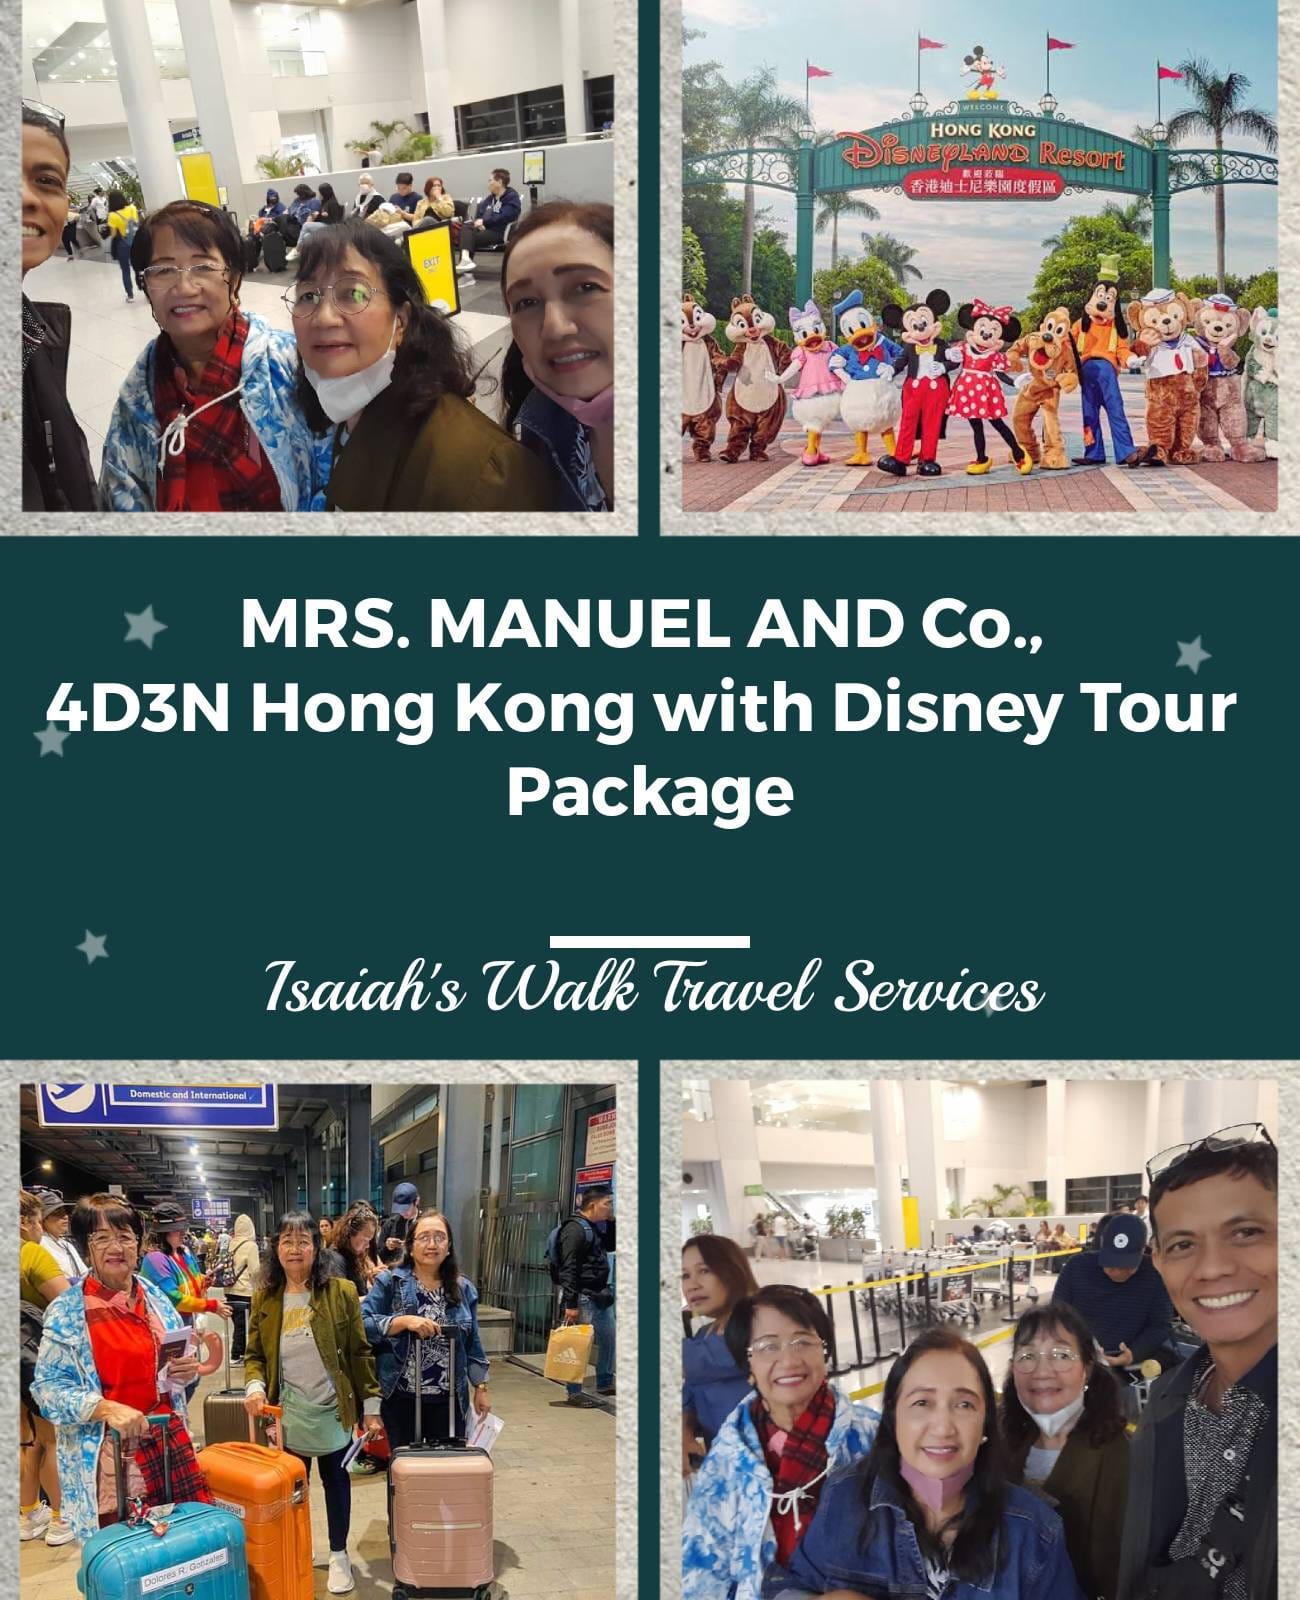 EXIT
WELCOME
HONG KONG
DISNEYLAND Resort
歡迎蒞臨
香港迪士尼樂園度假區
MRS. MANUEL AND Co.,
4D3N Hong Kong with Disney Tour
Package
Isaiah's Walk Travel Services
Domestic and International
3
adidas
Dolores R. Gonzales